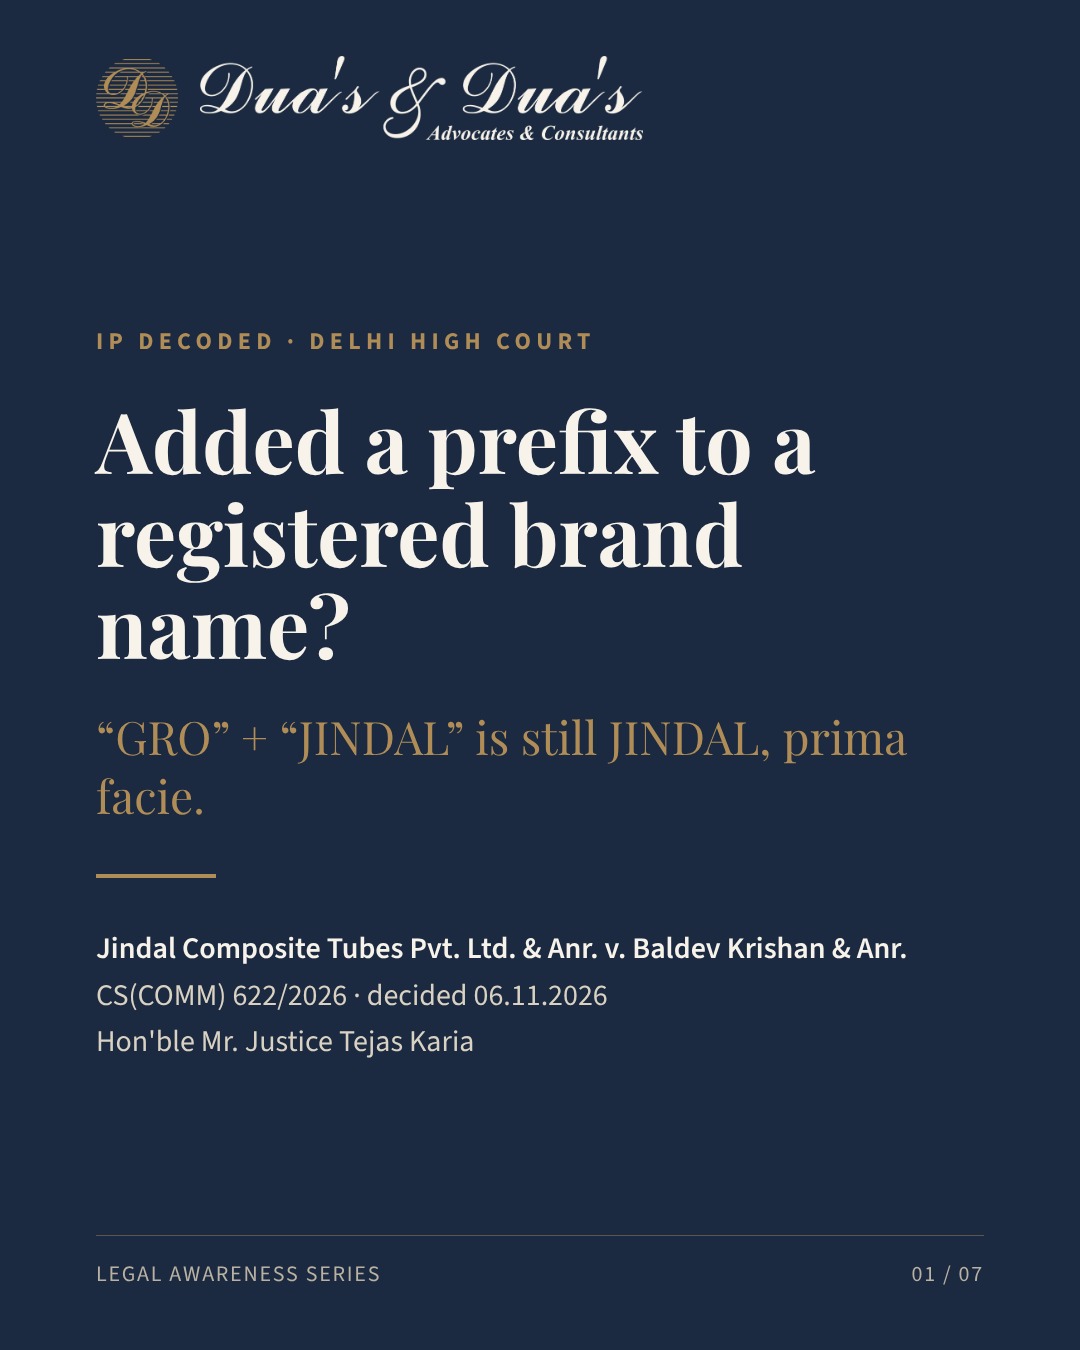 DD
Dua's & Dua's
Advocates & Consultants
IP DECODED · DELHI HIGH COURT
Added a prefix to a
registered brand
name?
“GRO” + “JINDAL” is still JINDAL, prima
facie.
Jindal Composite Tubes Pvt. Ltd. & Anr. v. Baldev Krishan & Anr.
CS(COMM) 622/2026 · decided 06.11.2026
Hon'ble Mr. Justice Tejas Karia
LEGAL AWARENESS SERIES
01 / 07